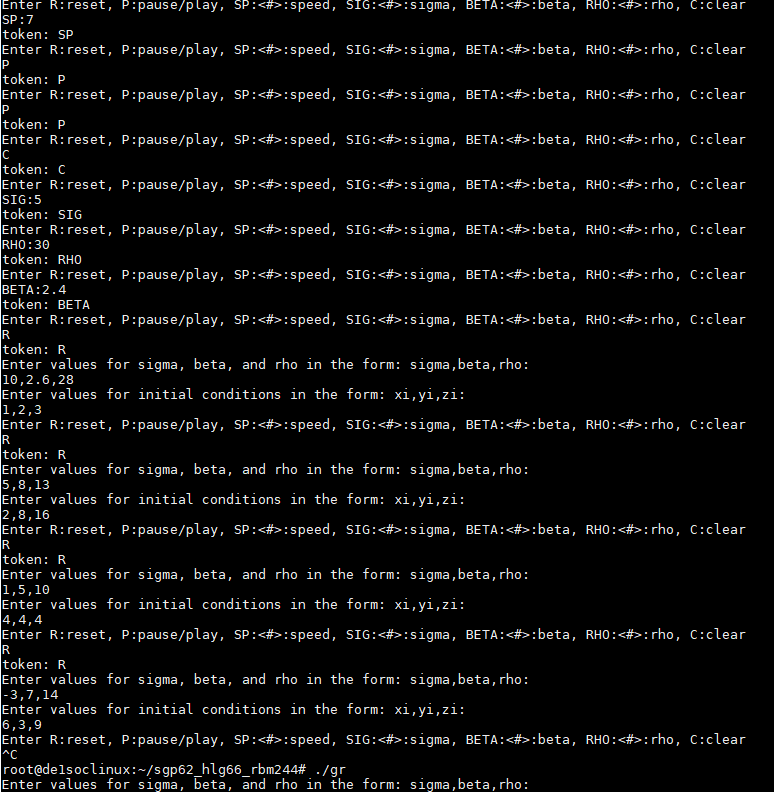 Enter R:reset, P:pause/play, SP:<#>:speed, SIG:<#>:sigma, BETA:<#>:beta, RHO:<#>:rho, C:clear
SP:7
token: SP
Enter R:reset, P:pause/play, SP:<#>:speed, SIG:<#>:sigma, BETA:<#>:beta, RHO:<#>:rho, C:clear
P
token: P
Enter R:reset, P:pause/play, SP:<#>:speed, SIG:<#>:sigma, BETA:<#>:beta, RHO:<#>:rho, C:clear
P
token: P
Enter R:reset, P:pause/play, SP:<#>:speed, SIG:<#>:sigma, BETA:<#>:beta, RHO:<#>:rho, C:clear
C
token: C
Enter R:reset, P:pause/play, SP:<#>:speed, SIG:<#>:sigma, BETA:<#>:beta, RHO:<#>:rho, C:clear
SIG:5
token: SIG
Enter R:reset, P:pause/play, SP:<#>:speed, SIG:<#>:sigma, BETA:<#>:beta, RHO:<#>:rho, C:clear
RHO:30
token: RHO
Enter R:reset, P:pause/play, SP:<#>:speed, SIG:<#>:sigma, BETA:<#>:beta, RHO:<#>:rho, C:clear
BETA:2.4
token: BETA
Enter R:reset, P:pause/play, SP:<#>:speed, SIG:<#>:sigma, BETA:<#>:beta, RHO:<#>:rho, C:clear
R
token: R
Enter values for sigma, beta, and rho in the form: sigma,beta,rho:
10,2.6,28
Enter values for initial conditions in the form: xi,yi,zi:
1,2,3
Enter R:reset, P:pause/play, SP:<#>:speed, SIG:<#>:sigma, BETA:<#>:beta, RHO:<#>:rho, C:clear
R
token: R
Enter values for sigma, beta, and rho in the form: sigma,beta,rho:
5,8,13
Enter values for initial conditions in the form: xi,yi,zi:
2,8,16
Enter R:reset, P:pause/play, SP:<#>:speed, SIG:<#>:sigma, BETA:<#>:beta, RHO:<#>:rho, C:clear
R
token: R
Enter values for sigma, beta, and rho in the form: sigma,beta,rho:
1,5,10
Enter values for initial conditions in the form: xi,yi,zi:
4,4,4
Enter R:reset, P:pause/play, SP:<#>:speed, SIG:<#>:sigma, BETA:<#>:beta, RHO:<#>:rho, C:clear
R
token: R
Enter values for sigma, beta, and rho in the form: sigma,beta,rho:
-3,7,14
Enter values for initial conditions in the form: xi,yi,zi:
6,3,9
Enter R:reset, P:pause/play, SP:<#>:speed, SIG:<#>:sigma, BETA:<#>:beta, RHO:<#>:rho, C:clear
^C
root@de1soclinux:~/sgp62_hlg66_rbm244# ./gr
Enter values for sigma, beta, and rho in the form: sigma,beta,rho: